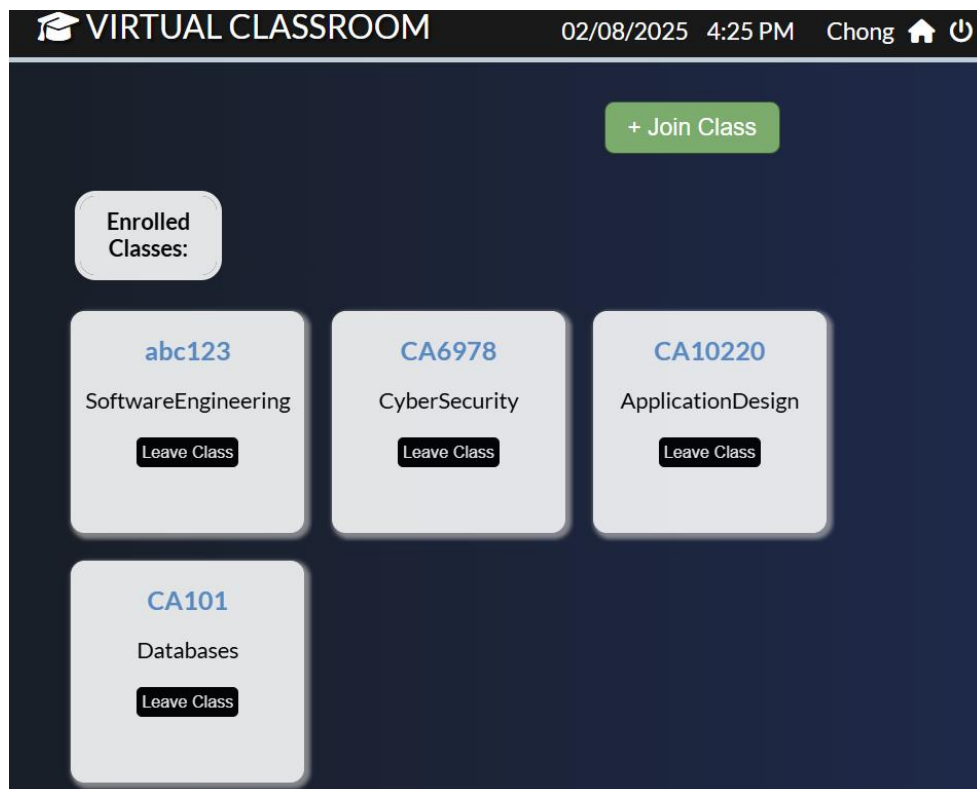 VIRTUAL CLASSROOM 02/08/2025 4:25 PM Chong
+ Join Class
Enrolled
Classes:
abc123
SoftwareEngineering
Leave Class
CA6978
CyberSecurity
Leave Class
CA10220
ApplicationDesign
Leave Class
CA101
Databases
Leave Class